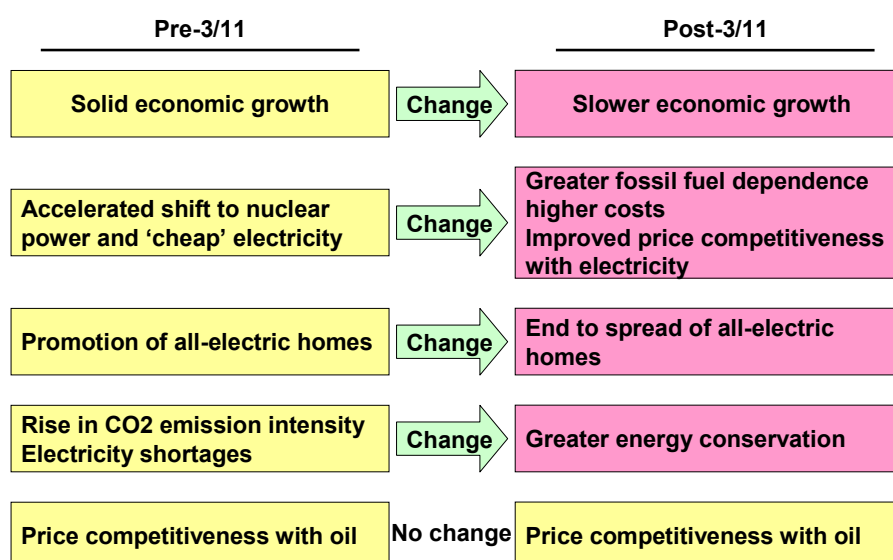 Pre-3/11
Post-3/11
Solid economic growth
Change
Slower economic growth
Accelerated shift to nuclear
power and ‘cheap’ electricity
Change
Greater fossil fuel dependence
higher costs
Improved price competitiveness
with electricity
Promotion of all-electric homes
Change
End to spread of all-electric
homes
Rise in CO2 emission intensity
Electricity shortages
Change
Greater energy conservation
Price competitiveness with oil
No change
Price competitiveness with oil